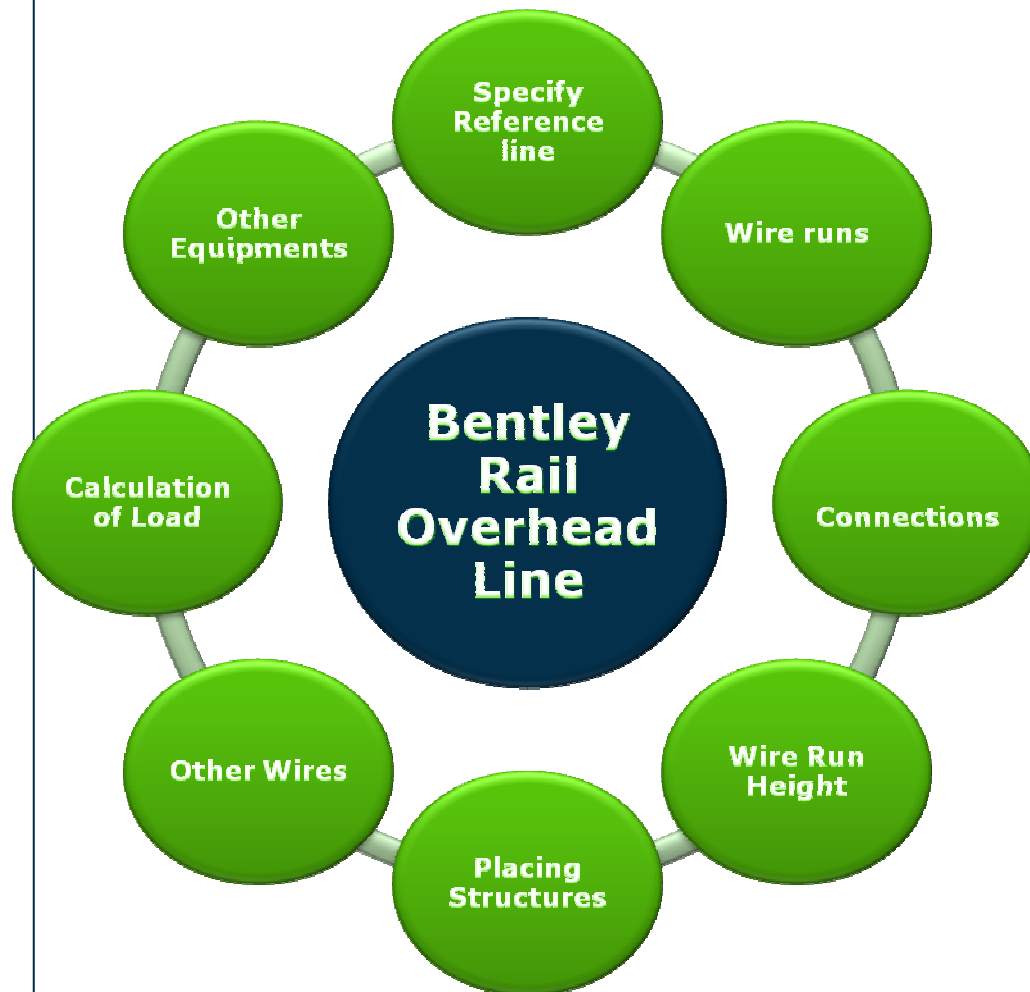 Specify
Reference
line
Wire runs
Connections
Wire Run
Height
Placing
Structures
Other Wires
Calculation
of Load
Other
Equipments
Bentley
Rail
Overhead
Line